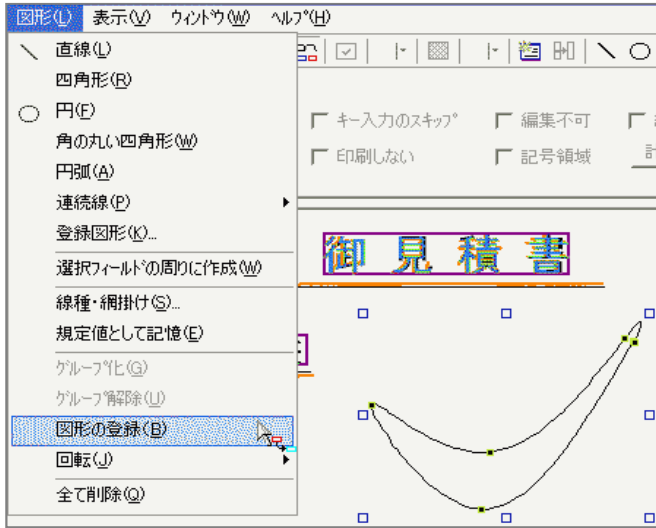 図形(L) 表示(V) ウィンドウ(W) ヘルプ(H)
直線(L)
四角形(R)
円(E)
角の丸い四角形(W)
円弧(A)
連続線(P)
登録図形(K)...
選択フィールドの周りに作成(W)
線種・網掛け(S)...
規定値として記憶(E)
グループ化(G)
グループ解除(U)
図形の登録(B)
回転(J)
全て削除(Q)
キー入力のスキップ 編集不可
印刷しない 記号領域
御見積書